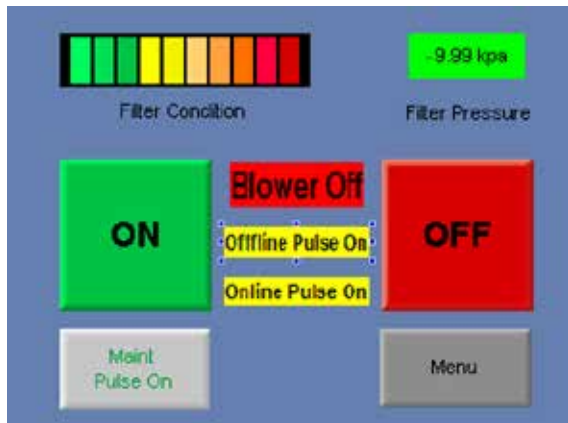 -9.99 kpa
Filter Condition
Filter Pressure
ON
Blower Off
Offline Pulse On
Online Pulse On
OFF
Maint
Pulse On
Menu